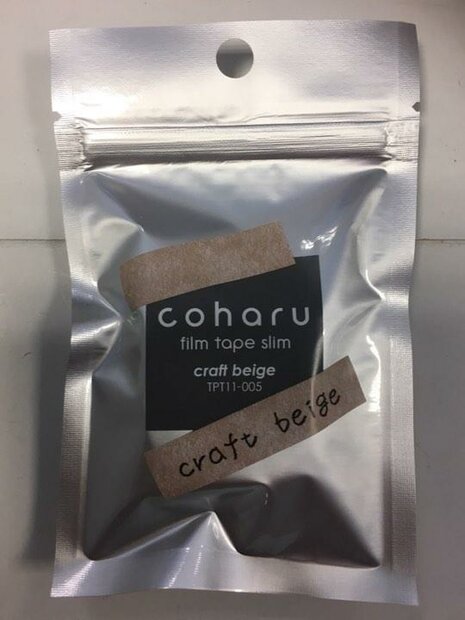 coharu
film tape slim
craft beige
TPT11-005
craft beige